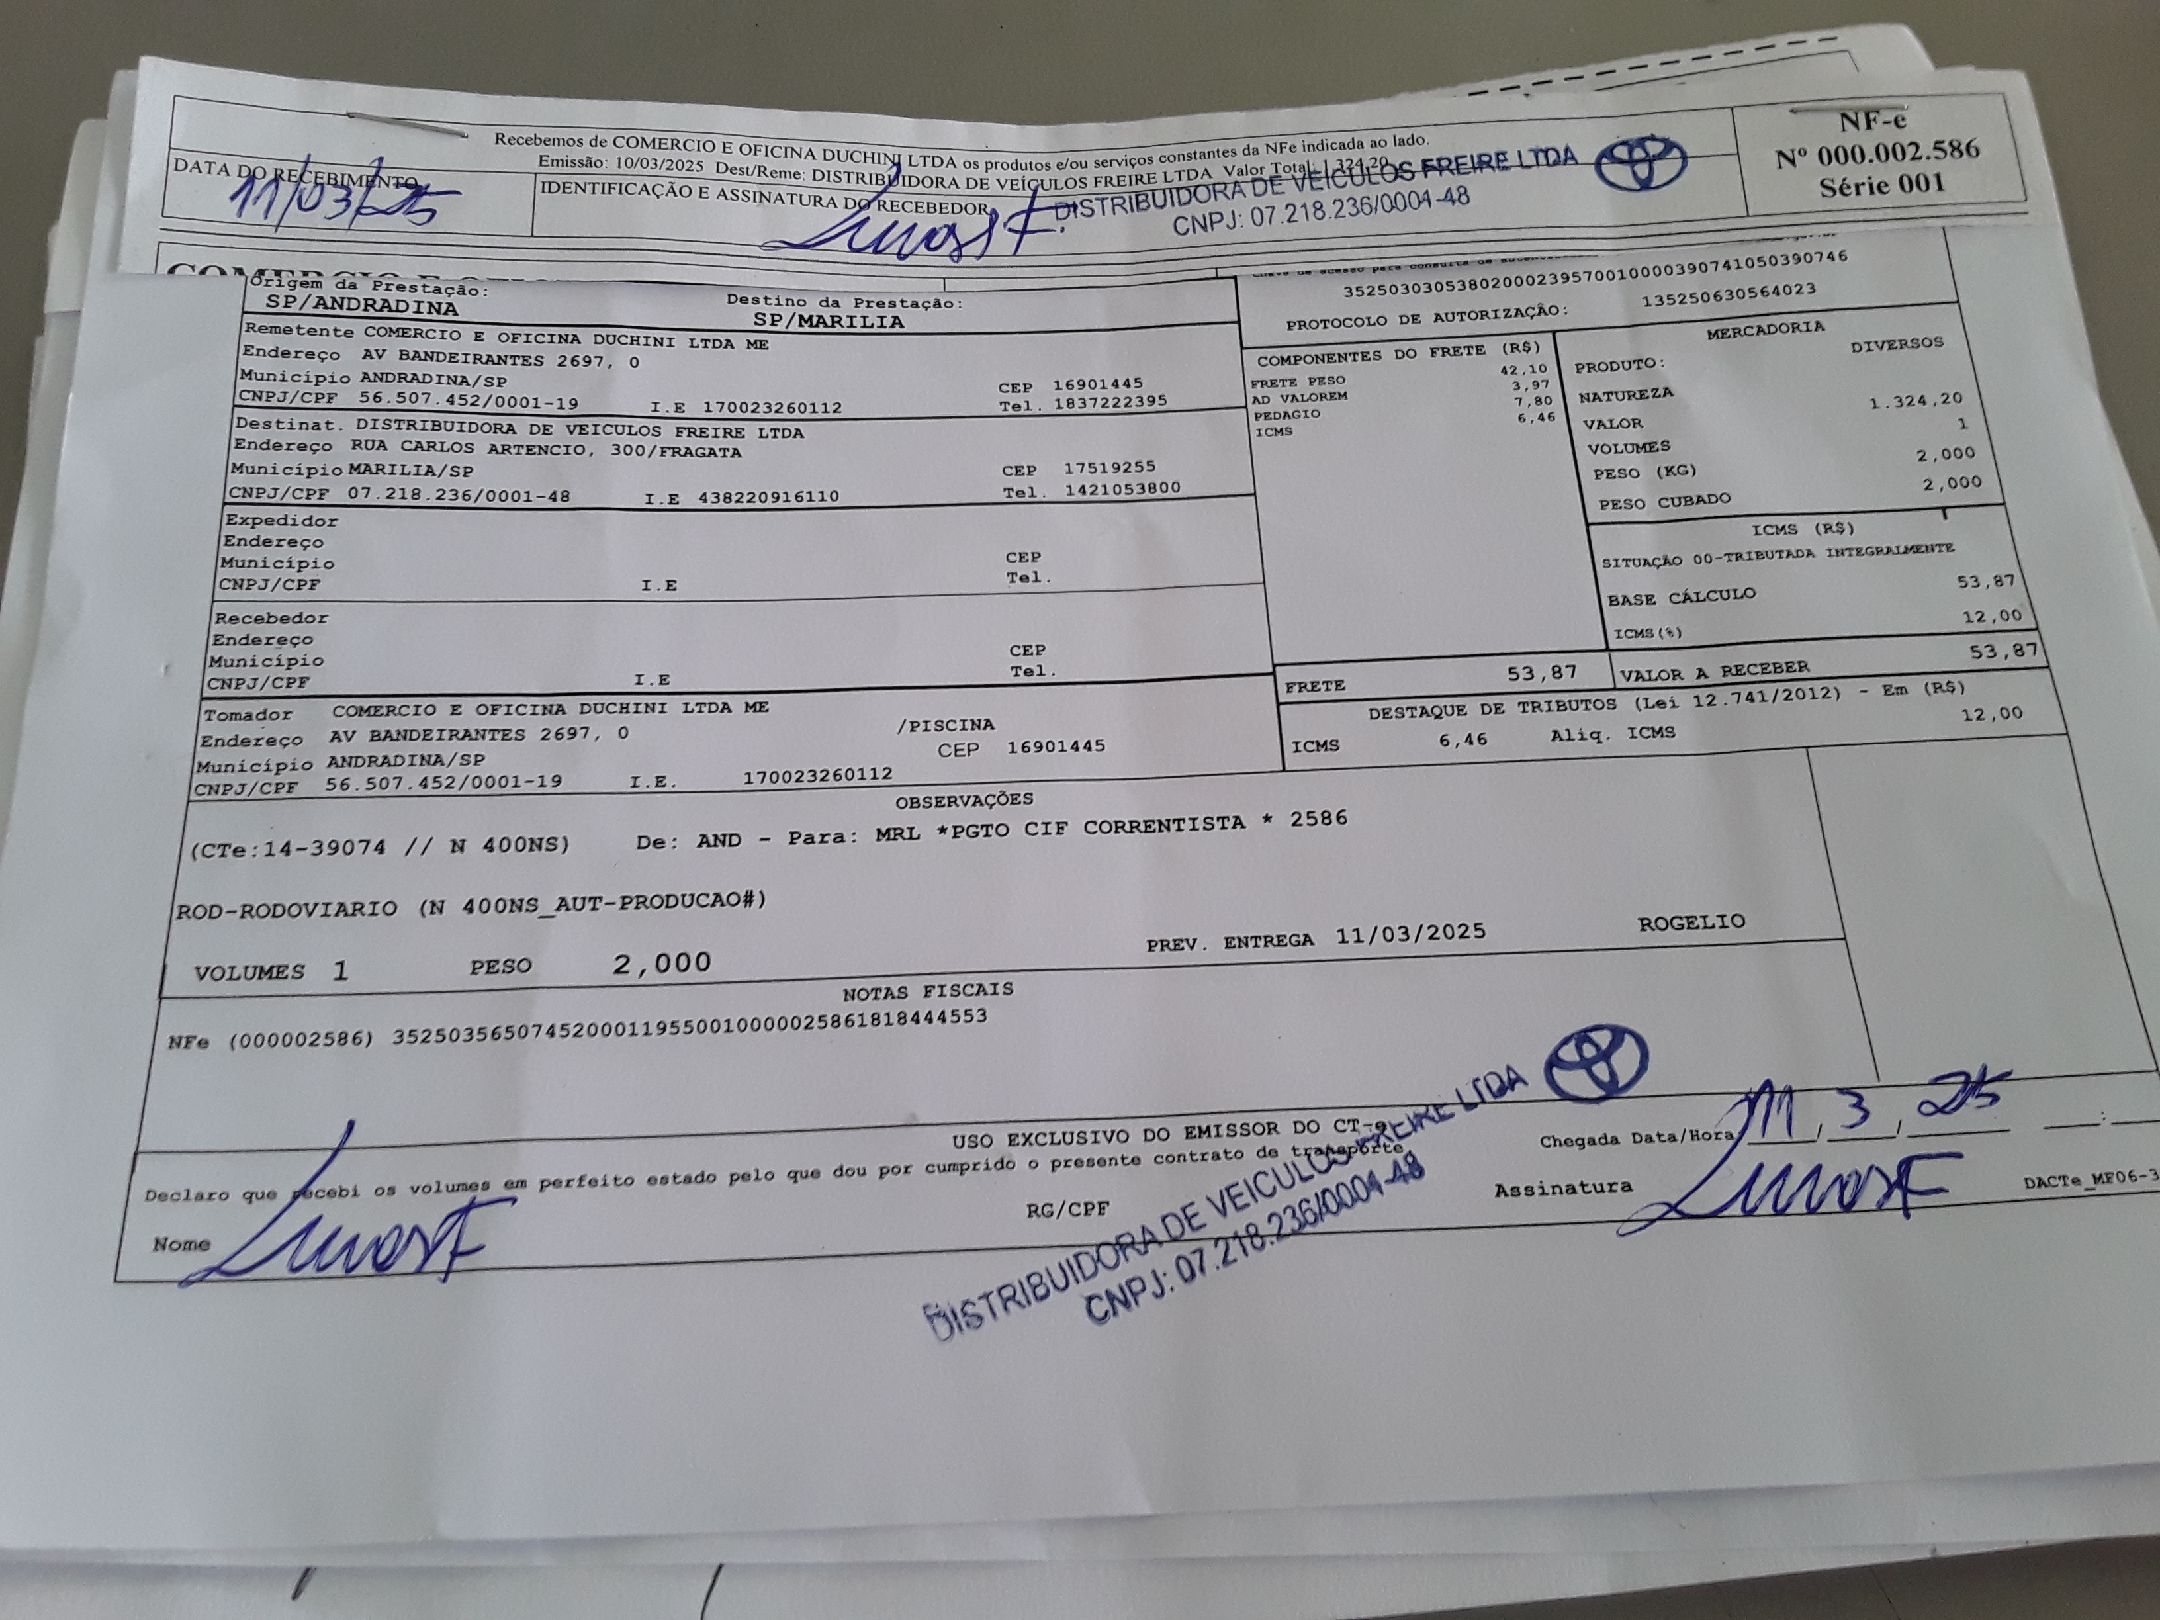 Recebemos de COMERCIO E OFICINA DUCHINI LTDA os produtos e/ou serviços constantes da NFe indicada ao lado.
Emissão: 10/03/2025 Dest/Reme: DISTRIBUIDORA DE VEÍCULOS FREIRE LTDA Valor Total: 1.324,20
NF-e
Nº 000.002.586
Série 001
DATA DO RECEBIMENTO
11/03/25
IDENTIFICAÇÃO E ASSINATURA DO RECEBEDOR
DISTRIBUIDORA DE VEÍCULOS FREIRE LTDA
CNPJ: 07.218.236/0001-48
COMERCIO E
Origem da Prestação:
SP/ANDRADINA
Destino da Prestação:
SP/MARILIA
35250303053802000239570010000390741050390746
PROTOCOLO DE AUTORIZAÇÃO: 135250630564023
Remetente COMERCIO E OFICINA DUCHINI LTDA ME
Endereço AV BANDEIRANTES 2697, 0
Município ANDRADINA/SP CEP 16901445
CNPJ/CPF 56.507.452/0001-19 I.E 170023260112 Tel. 1837222395
Destinat. DISTRIBUIDORA DE VEICULOS FREIRE LTDA
Endereço RUA CARLOS ARTENCIO, 300/FRAGATA
Município MARILIA/SP CEP 17519255
CNPJ/CPF 07.218.236/0001-48 I.E 438220916110 Tel. 1421053800
Expedidor
Endereço
Município CEP
CNPJ/CPF I.E Tel.
Recebedor
Endereço
Município CEP
CNPJ/CPF I.E Tel.
Tomador COMERCIO E OFICINA DUCHINI LTDA ME
Endereço AV BANDEIRANTES 2697, 0 /PISCINA
Município ANDRADINA/SP CEP 16901445
CNPJ/CPF 56.507.452/0001-19 I.E. 170023260112
COMPONENTES DO FRETE (R$)
FRETE PESO 42,10
AD VALOREM 3,97
PEDAGIO 7,80
ICMS 6,46
MERCADORIA
PRODUTO: DIVERSOS
NATUREZA
VALOR 1.324,20
VOLUMES 1
PESO (KG) 2,000
PESO CUBADO 2,000
ICMS (R$)
SITUAÇÃO 00-TRIBUTADA INTEGRALMENTE
BASE CÁLCULO 53,87
ICMS(%) 12,00
FRETE 53,87
VALOR A RECEBER 53,87
DESTAQUE DE TRIBUTOS (Lei 12.741/2012) - Em (R$)
ICMS 6,46 Aliq. ICMS 12,00
OBSERVAÇÕES
(CTe:14-39074 // N 400NS) De: AND - Para: MRL *PGTO CIF CORRENTISTA * 2586
ROD-RODOVIARIO (N 400NS_AUT-PRODUCAO#)
VOLUMES 1 PESO 2,000 PREV. ENTREGA 11/03/2025 ROGELIO
NOTAS FISCAIS
NFe (000002586) 35250356507452000119550010000025861818444553
USO EXCLUSIVO DO EMISSOR DO CT-e
Declaro que recebi os volumes em perfeito estado pelo que dou por cumprido o presente contrato de transporte
Chegada Data/Hora 11/3/25 :
Nome
RG/CPF
Assinatura
DACTe_MF06-3
DISTRIBUIDORA DE VEICULOS FREIRE LTDA
CNPJ: 07.218.236/0001-48